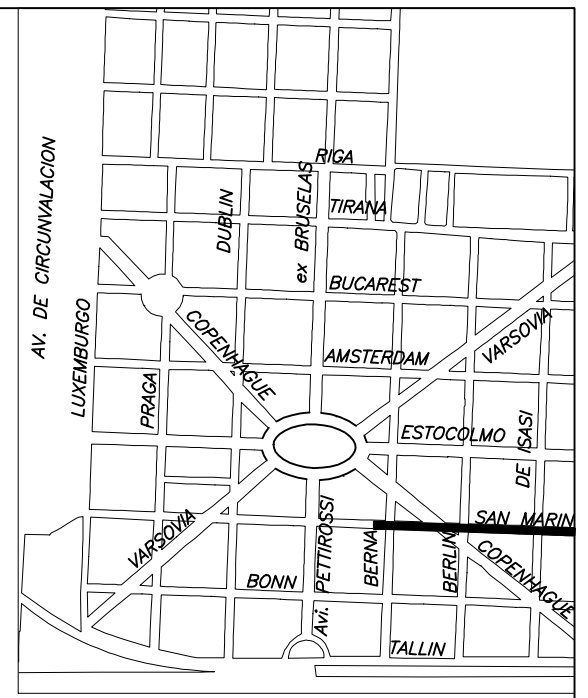 RIGA
AV. DE CIRCUNVALACION
DUBLIN
ex BRUSELAS
TIRANA
BUCAREST
LUXEMBURGO
COPENHAGUE
VARSOVIA
AMSTERDAM
PRAGA
ESTOCOLMO
DE ISASI
VARSOVIA
Avi. PETTIROSSI
SAN MARIN
BERNA
BERLIN
COPENHAGUE
BONN
TALLIN